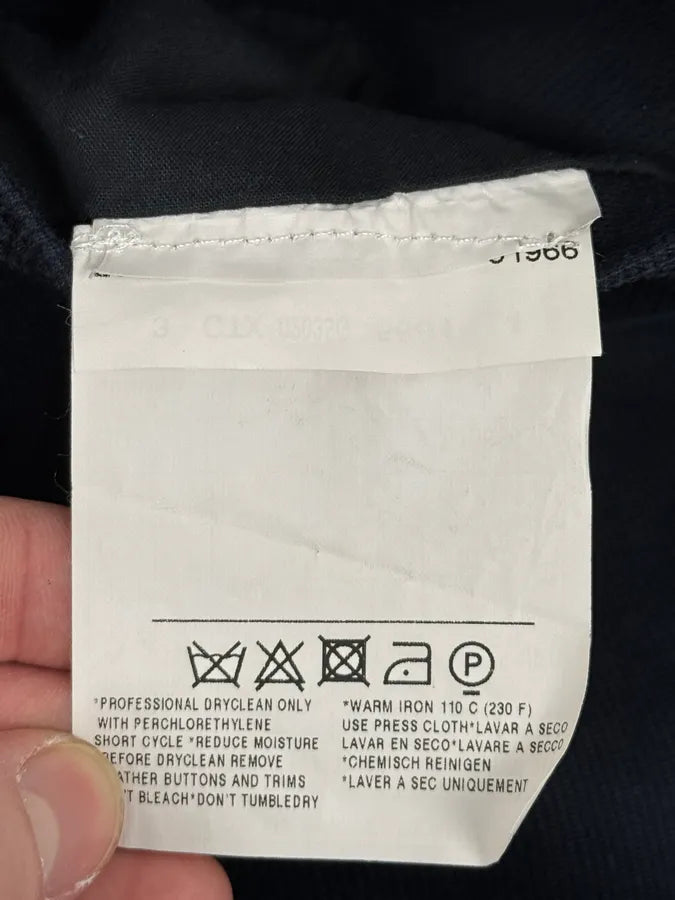 *PROFESSIONAL DRYCLEAN ONLY
WITH PERCHLORETHYLENE
SHORT CYCLE *REDUCE MOISTURE
BEFORE DRYCLEAN REMOVE
BUTTONS AND TRIMS
BLEACH*DON'T TUMBLEDRY
*WARM IRON 110 C (230 F)
USE PRESS CLOTH*LAVAR A SECO
LAVAR EN SECO*LAVARE A SECCO
*CHEMISCH REINIGEN
*LAVER A SEC UNIQUEMENT
P